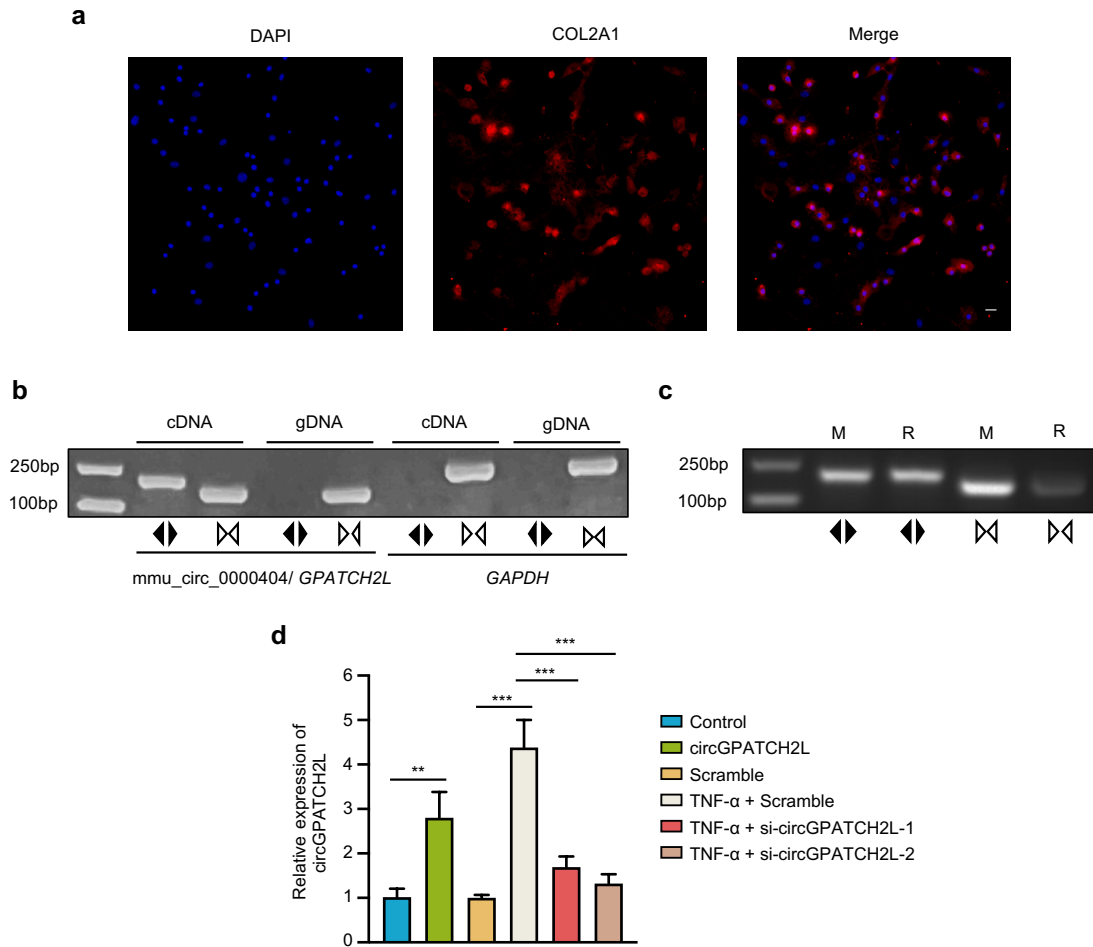 a
DAPI COL2A1 Merge
b
cDNA gDNA cDNA gDNA
250bp
100bp
mmu_circ_0000404/ GPATCH2L GAPDH
c
M R M R
250bp
100bp
d
Relative expression of
circGPATCH2L
6
5
4
3
2
1
0
**
***
***
***
Control
circGPATCH2L
Scramble
TNF-α + Scramble
TNF-α + si-circGPATCH2L-1
TNF-α + si-circGPATCH2L-2